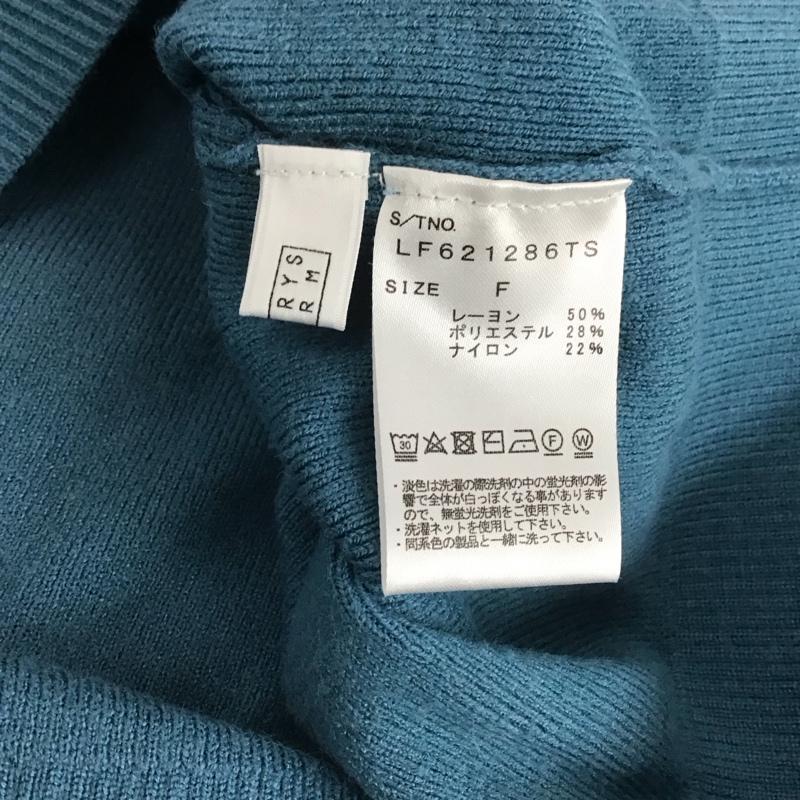 RYS
RM
S/TNO.
LF621286TS
SIZE F
レーヨン 50%
ポリエステル 28%
ナイロン 22%
30 F W
・淡色は洗濯の際洗剤の中の蛍光剤の影
響で全体が白っぽくなる事があります
ので、無蛍光洗剤をご使用下さい。
・洗濯ネットを使用して下さい。
・同系色の製品と一緒に洗って下さい。